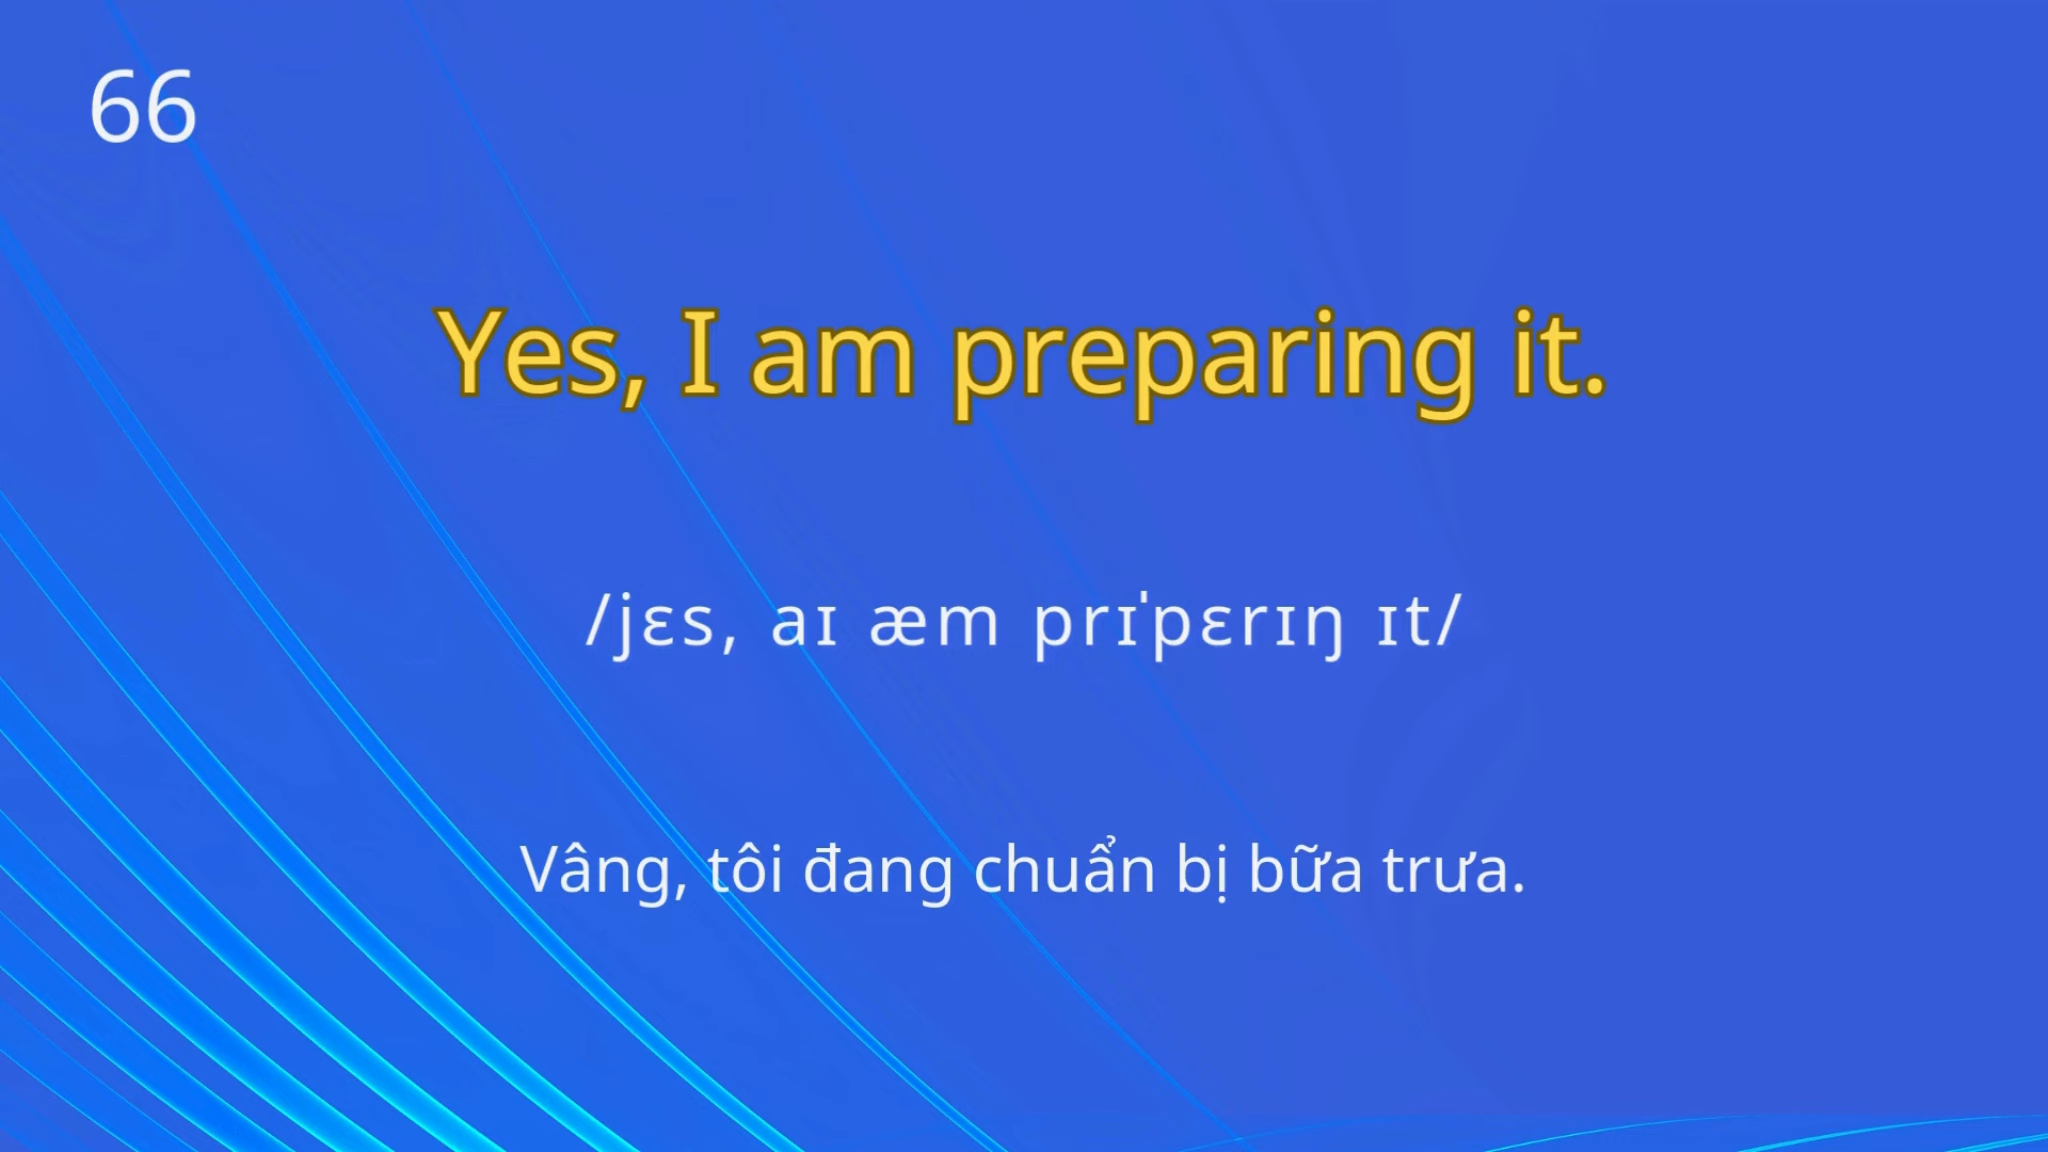 66
Yes, I am preparing it.
/jɛs, aɪ æm prɪˈpɛrɪŋ ɪt/
Vâng, tôi đang chuẩn bị bữa trưa.